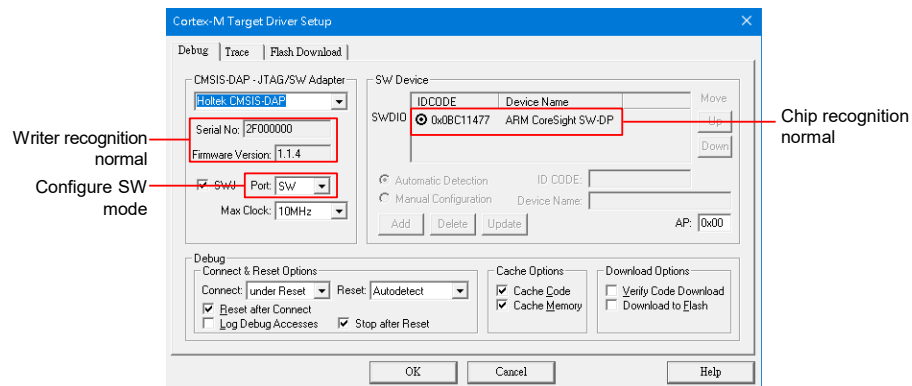 Cortex-M Target Driver Setup
Debug Trace Flash Download
CMSIS-DAP - JTAG/SW Adapter
Holtek CMSIS-DAP
Serial No: 2F000000
Firmware Version: 1.1.4
SWJ Port: SW
Max Clock: 10MHz
SW Device
IDCODE Device Name Move
SWDIO 0x0BC11477 ARM CoreSight SW-DP Up
Down
Automatic Detection ID CODE:
Manual Configuration Device Name:
Add Delete Update AP: 0x00
Writer recognition
normal
Configure SW
mode
Chip recognition
normal
Debug
Connect & Reset Options
Connect: under Reset Reset: Autodetect
Reset after Connect
Log Debug Accesses Stop after Reset
Cache Options
Cache Code
Cache Memory
Download Options
Verify Code Download
Download to Flash
OK Cancel Help